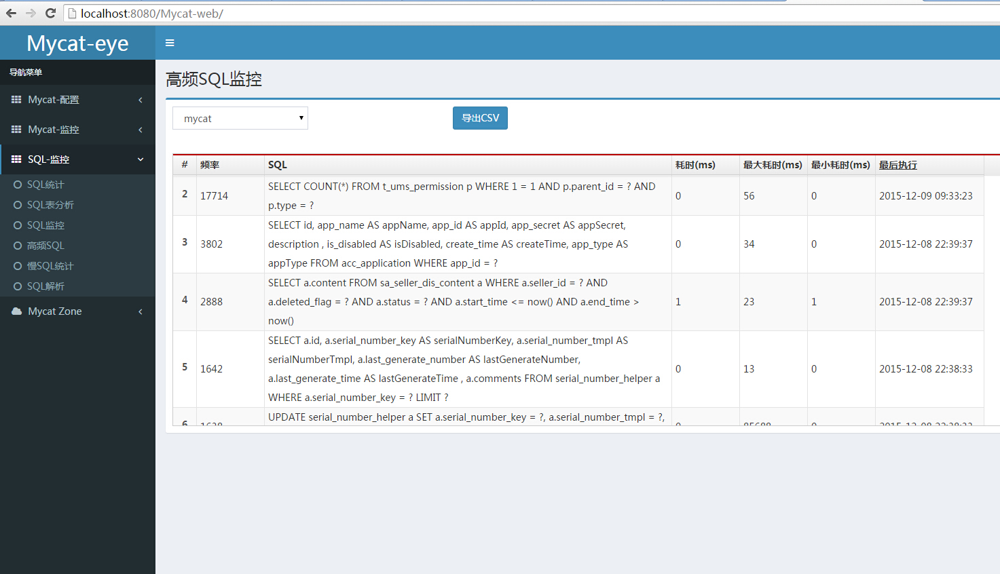 localhost:8080/Mycat-web/
Mycat-eye
导航菜单
Mycat-配置
Mycat-监控
SQL-监控
SQL统计
SQL表分析
SQL监控
高频SQL
慢SQL统计
SQL解析
Mycat Zone
高频SQL监控
mycat
导出CSV
# 频率 SQL 耗时(ms) 最大耗时(ms) 最小耗时(ms) 最后执行
2 17714 SELECT COUNT(*) FROM t_ums_permission p WHERE 1 = 1 AND p.parent_id = ? AND
p.type = ?
0 56 0 2015-12-09 09:33:23
3 3802 SELECT id, app_name AS appName, app_id AS appId, app_secret AS appSecret,
description , is_disabled AS isDisabled, create_time AS createTime, app_type AS
appType FROM acc_application WHERE app_id = ?
0 34 0 2015-12-08 22:39:37
4 2888 SELECT a.content FROM sa_seller_dis_content a WHERE a.seller_id = ? AND
a.deleted_flag = ? AND a.status = ? AND a.start_time <= now() AND a.end_time >
now()
1 23 1 2015-12-08 22:39:37
5 1642 SELECT a.id, a.serial_number_key AS serialNumberKey, a.serial_number_tmpl AS
serialNumberTmpl, a.last_generate_number AS lastGenerateNumber,
a.last_generate_time AS lastGenerateTime , a.comments FROM serial_number_helper a
WHERE a.serial_number_key = ? LIMIT ?
0 13 0 2015-12-08 22:38:33
6 UPDATE serial_number_helper a SET a.serial_number_key = ?, a.serial_number_tmpl = ?,